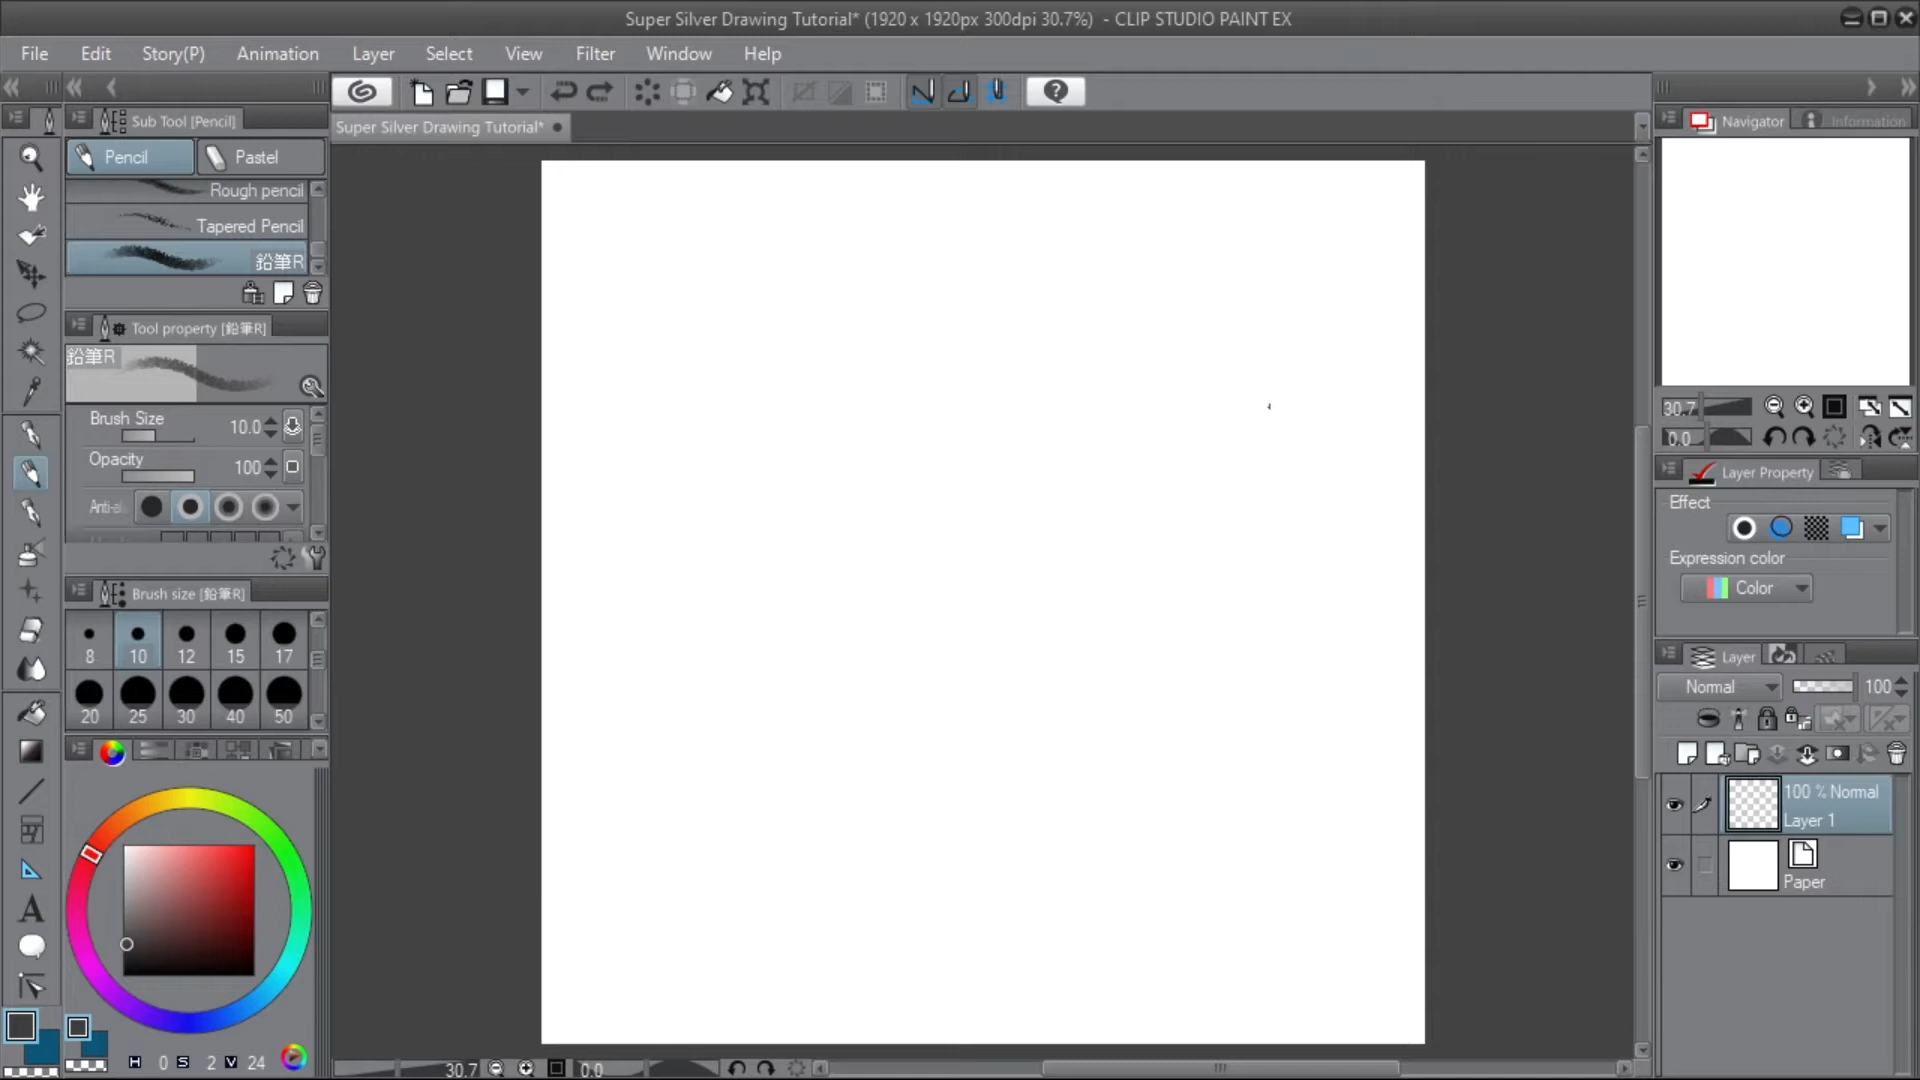 Super Silver Drawing Tutorial* (1920 x 1920px 300dpi 30.7%) - CLIP STUDIO PAINT EX
File Edit Story(P) Animation Layer Select View Filter Window Help
Sub Tool [Pencil]
Super Silver Drawing Tutorial*
Navigator Information
Pencil Pastel
Rough pencil
Tapered Pencil
鉛筆R
Tool property [鉛筆R]
鉛筆R
Brush Size 10.0
Opacity 100
Anti-al
Brush size [鉛筆R]
8 10 12 15 17
20 25 30 40 50
H 0 S 2 V 24
30.7 0.0
30.7
0.0
Layer Property
Effect
Expression color
Color
Layer
Normal 100
100 % Normal
Layer 1
Paper